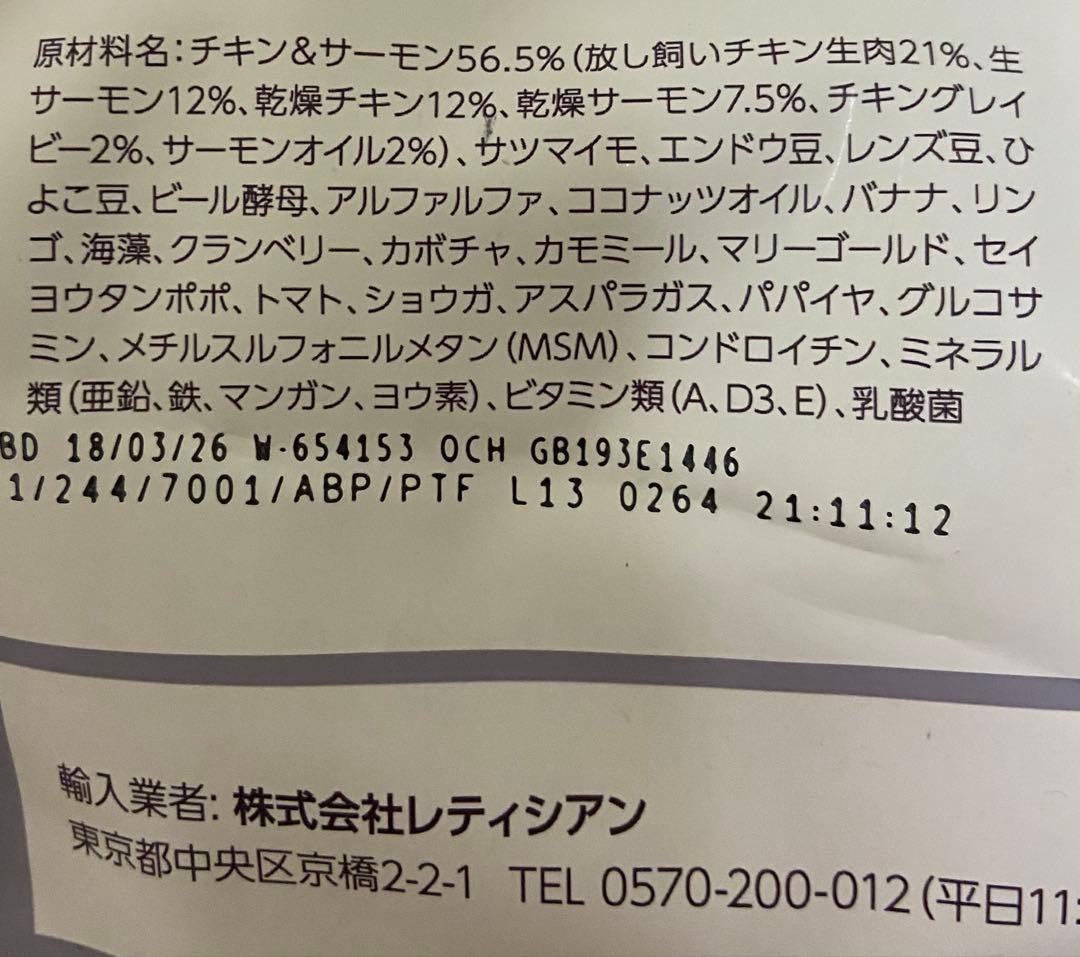 原材料名:チキン&サーモン56.5%(放し飼いチキン生肉21%、生
サーモン12%、乾燥チキン12%、乾燥サーモン7.5%、チキングレイ
ビー2%、サーモンオイル2%)、サツマイモ、エンドウ豆、レンズ豆、ひ
よこ豆、ビール酵母、アルファルファ、ココナッツオイル、バナナ、リン
ゴ、海藻、クランベリー、カボチャ、カモミール、マリーゴールド、セイ
ヨウタンポポ、トマト、ショウガ、アスパラガス、パパイヤ、グルコサ
ミン、メチルスルフォニルメタン(MSM)、コンドロイチン、ミネラル
類(亜鉛、鉄、マンガン、ヨウ素)、ビタミン類(A、D3、E)、乳酸菌
BD 18/03/26 W-654153 OCH GB193E1446
1/244/7001/ABP/PTF L13 0264 21:11:12
輸入業者: 株式会社レティシアン
東京都中央区京橋2-2-1 TEL 0570-200-012 (平日11: